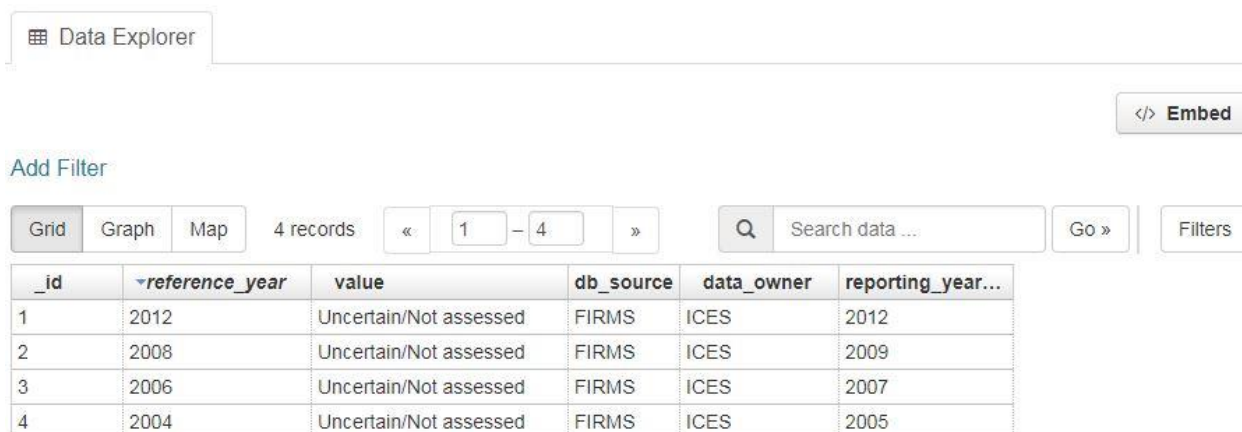 Data Explorer
</> Embed
Add Filter
Grid Graph Map 4 records « 1 – 4 » Search data ... Go » Filters
_id reference_year value db_source data_owner reporting_year...
1 2012 Uncertain/Not assessed FIRMS ICES 2012
2 2008 Uncertain/Not assessed FIRMS ICES 2009
3 2006 Uncertain/Not assessed FIRMS ICES 2007
4 2004 Uncertain/Not assessed FIRMS ICES 2005